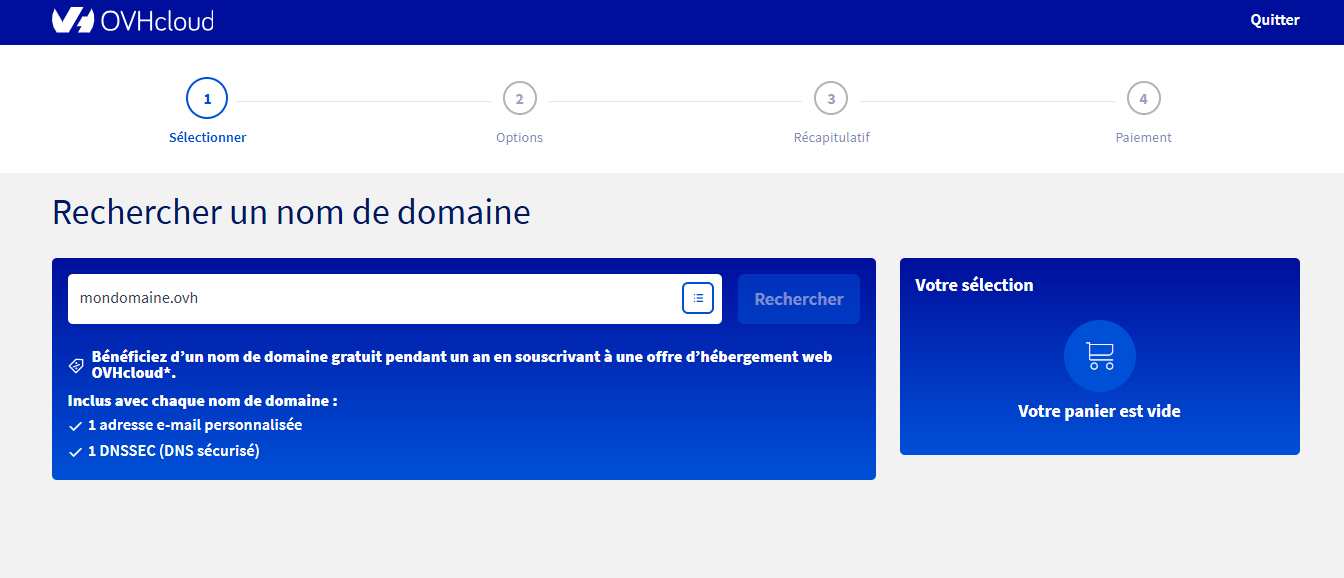 OVHcloud
Quitter
1
2
3
4
Sélectionner
Options
Récapitulatif
Paiement
Rechercher un nom de domaine
mondomaine.ovh
Rechercher
Bénéficiez d’un nom de domaine gratuit pendant un an en souscrivant à une offre d’hébergement web
OVHcloud*.
Inclus avec chaque nom de domaine :
1 adresse e-mail personnalisée
1 DNSSEC (DNS sécurisé)
Votre sélection
Votre panier est vide